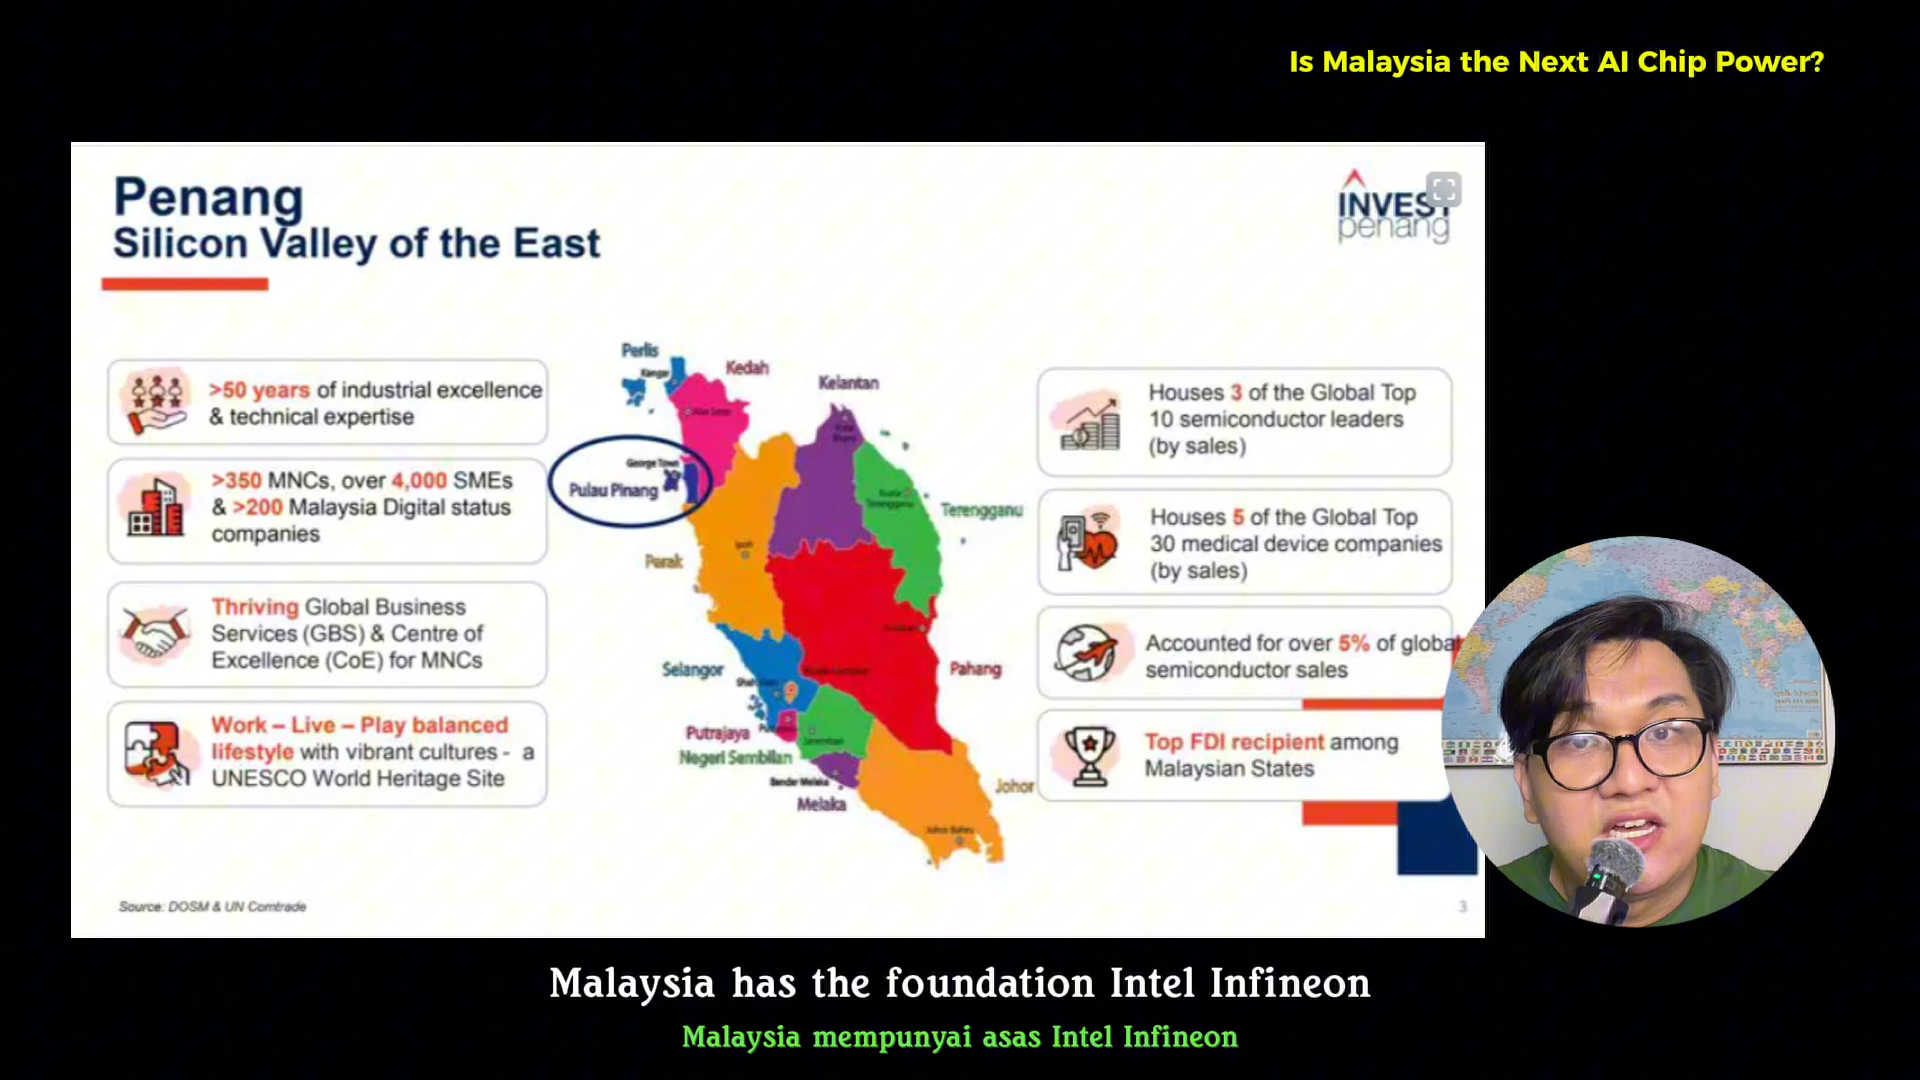 Is Malaysia the Next AI Chip Power?
Penang
Silicon Valley of the East
INVEST
penang
>50 years of industrial excellence
& technical expertise
>350 MNCs, over 4,000 SMEs
& >200 Malaysia Digital status
companies
Thriving Global Business
Services (GBS) & Centre of
Excellence (CoE) for MNCs
Work – Live – Play balanced
lifestyle with vibrant cultures - a
UNESCO World Heritage Site
Perlis
Kangar
Kedah
Alor Setar
Kelantan
George Town
Pulau Pinang
Kuala
Terengganu
Terengganu
Ipoh
Perak
Pahang
Selangor
Kuala Lumpur
Putrajaya
Seremban
Negeri Sembilan
Bandar Melaka
Melaka
Johor
Johor Bahru
Houses 3 of the Global Top
10 semiconductor leaders
(by sales)
Houses 5 of the Global Top
30 medical device companies
(by sales)
Accounted for over 5% of global
semiconductor sales
Top FDI recipient among
Malaysian States
Source: DOSM & UN Comtrade
3
Malaysia has the foundation Intel Infineon
Malaysia mempunyai asas Intel Infineon